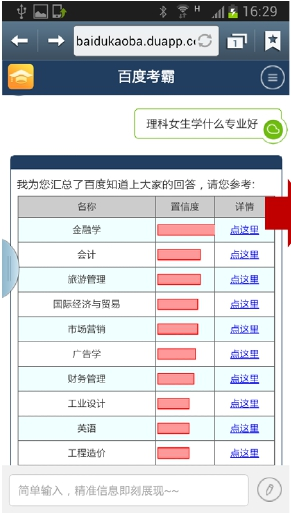 H 16:29
baidukaoba.duapp.c
1
百度考霸
理科女生学什么专业好
我为您汇总了百度知道上大家的回答，请您参考:
名称 置信度 详情
金融学 点这里
会计 点这里
旅游管理 点这里
国际经济与贸易 点这里
市场营销 点这里
广告学 点这里
财务管理 点这里
工业设计 点这里
英语 点这里
工程造价 点这里
简单输入，精准信息即刻展现~~